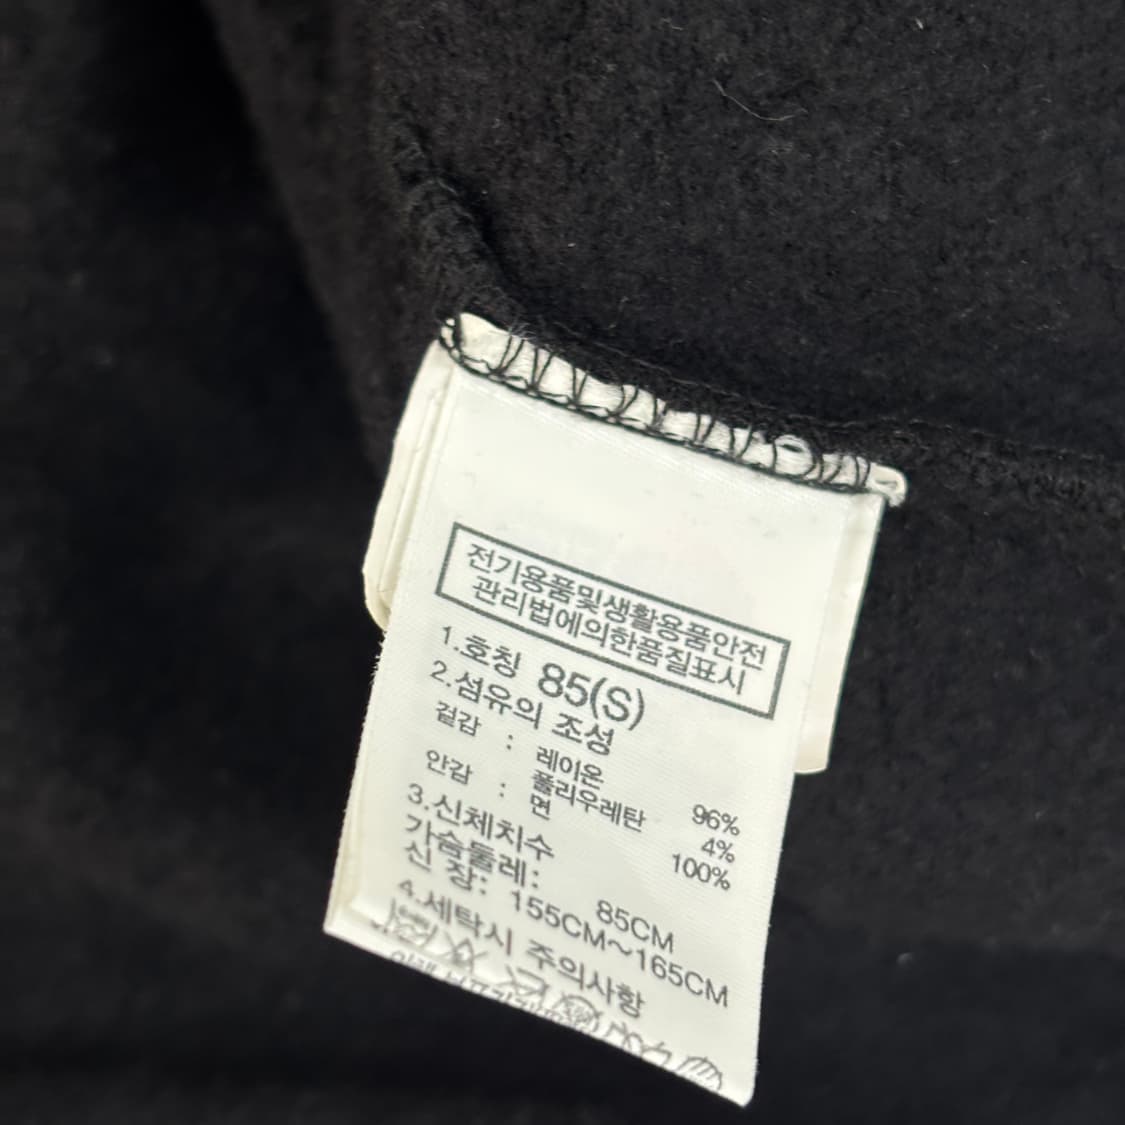 전기용품및생활용품안전
관리법에의한품질표시
1.호칭 85(S)
2.섬유의 조성
겉감 : 레이온 96%
폴리우레탄 4%
안감 : 면 100%
3.신체치수
가슴둘레: 85CM
신 장: 155CM~165CM
4.세탁시 주의사항